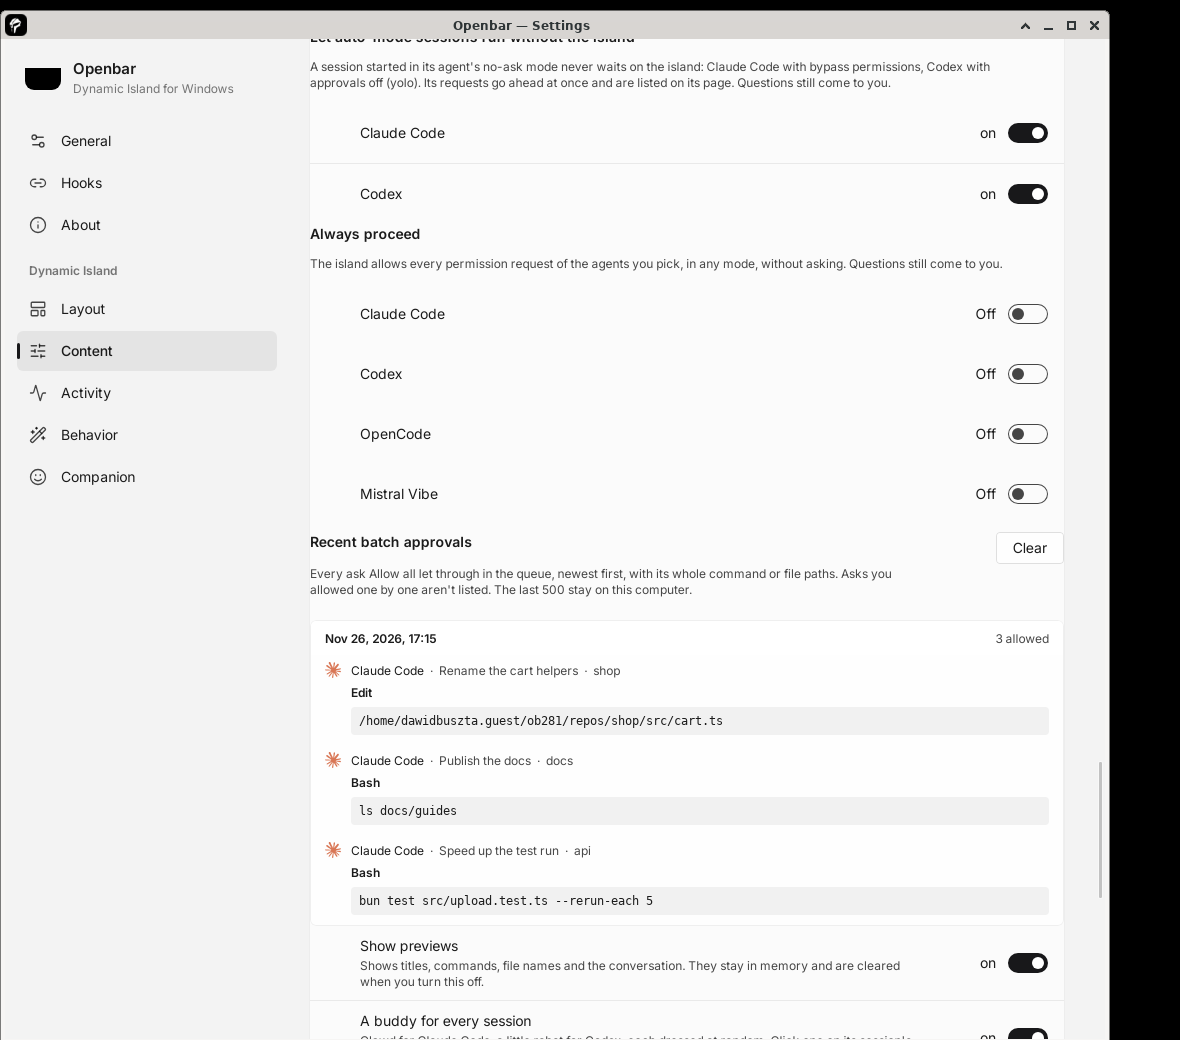 Openbar — Settings
Openbar
Dynamic Island for Windows
General
Hooks
About
Dynamic Island
Layout
Content
Activity
Behavior
Companion
Let auto-mode sessions run without the island
A session started in its agent's no-ask mode never waits on the island: Claude Code with bypass permissions, Codex with
approvals off (yolo). Its requests go ahead at once and are listed on its page. Questions still come to you.
Claude Code on
Codex on
Always proceed
The island allows every permission request of the agents you pick, in any mode, without asking. Questions still come to you.
Claude Code Off
Codex Off
OpenCode Off
Mistral Vibe Off
Recent batch approvals Clear
Every ask Allow all let through in the queue, newest first, with its whole command or file paths. Asks you
allowed one by one aren't listed. The last 500 stay on this computer.
Nov 26, 2026, 17:15 3 allowed
Claude Code · Rename the cart helpers · shop
Edit
/home/dawidbuszta.guest/ob281/repos/shop/src/cart.ts
Claude Code · Publish the docs · docs
Bash
ls docs/guides
Claude Code · Speed up the test run · api
Bash
bun test src/upload.test.ts --rerun-each 5
Show previews on
Shows titles, commands, file names and the conversation. They stay in memory and are cleared
when you turn this off.
A buddy for every session on